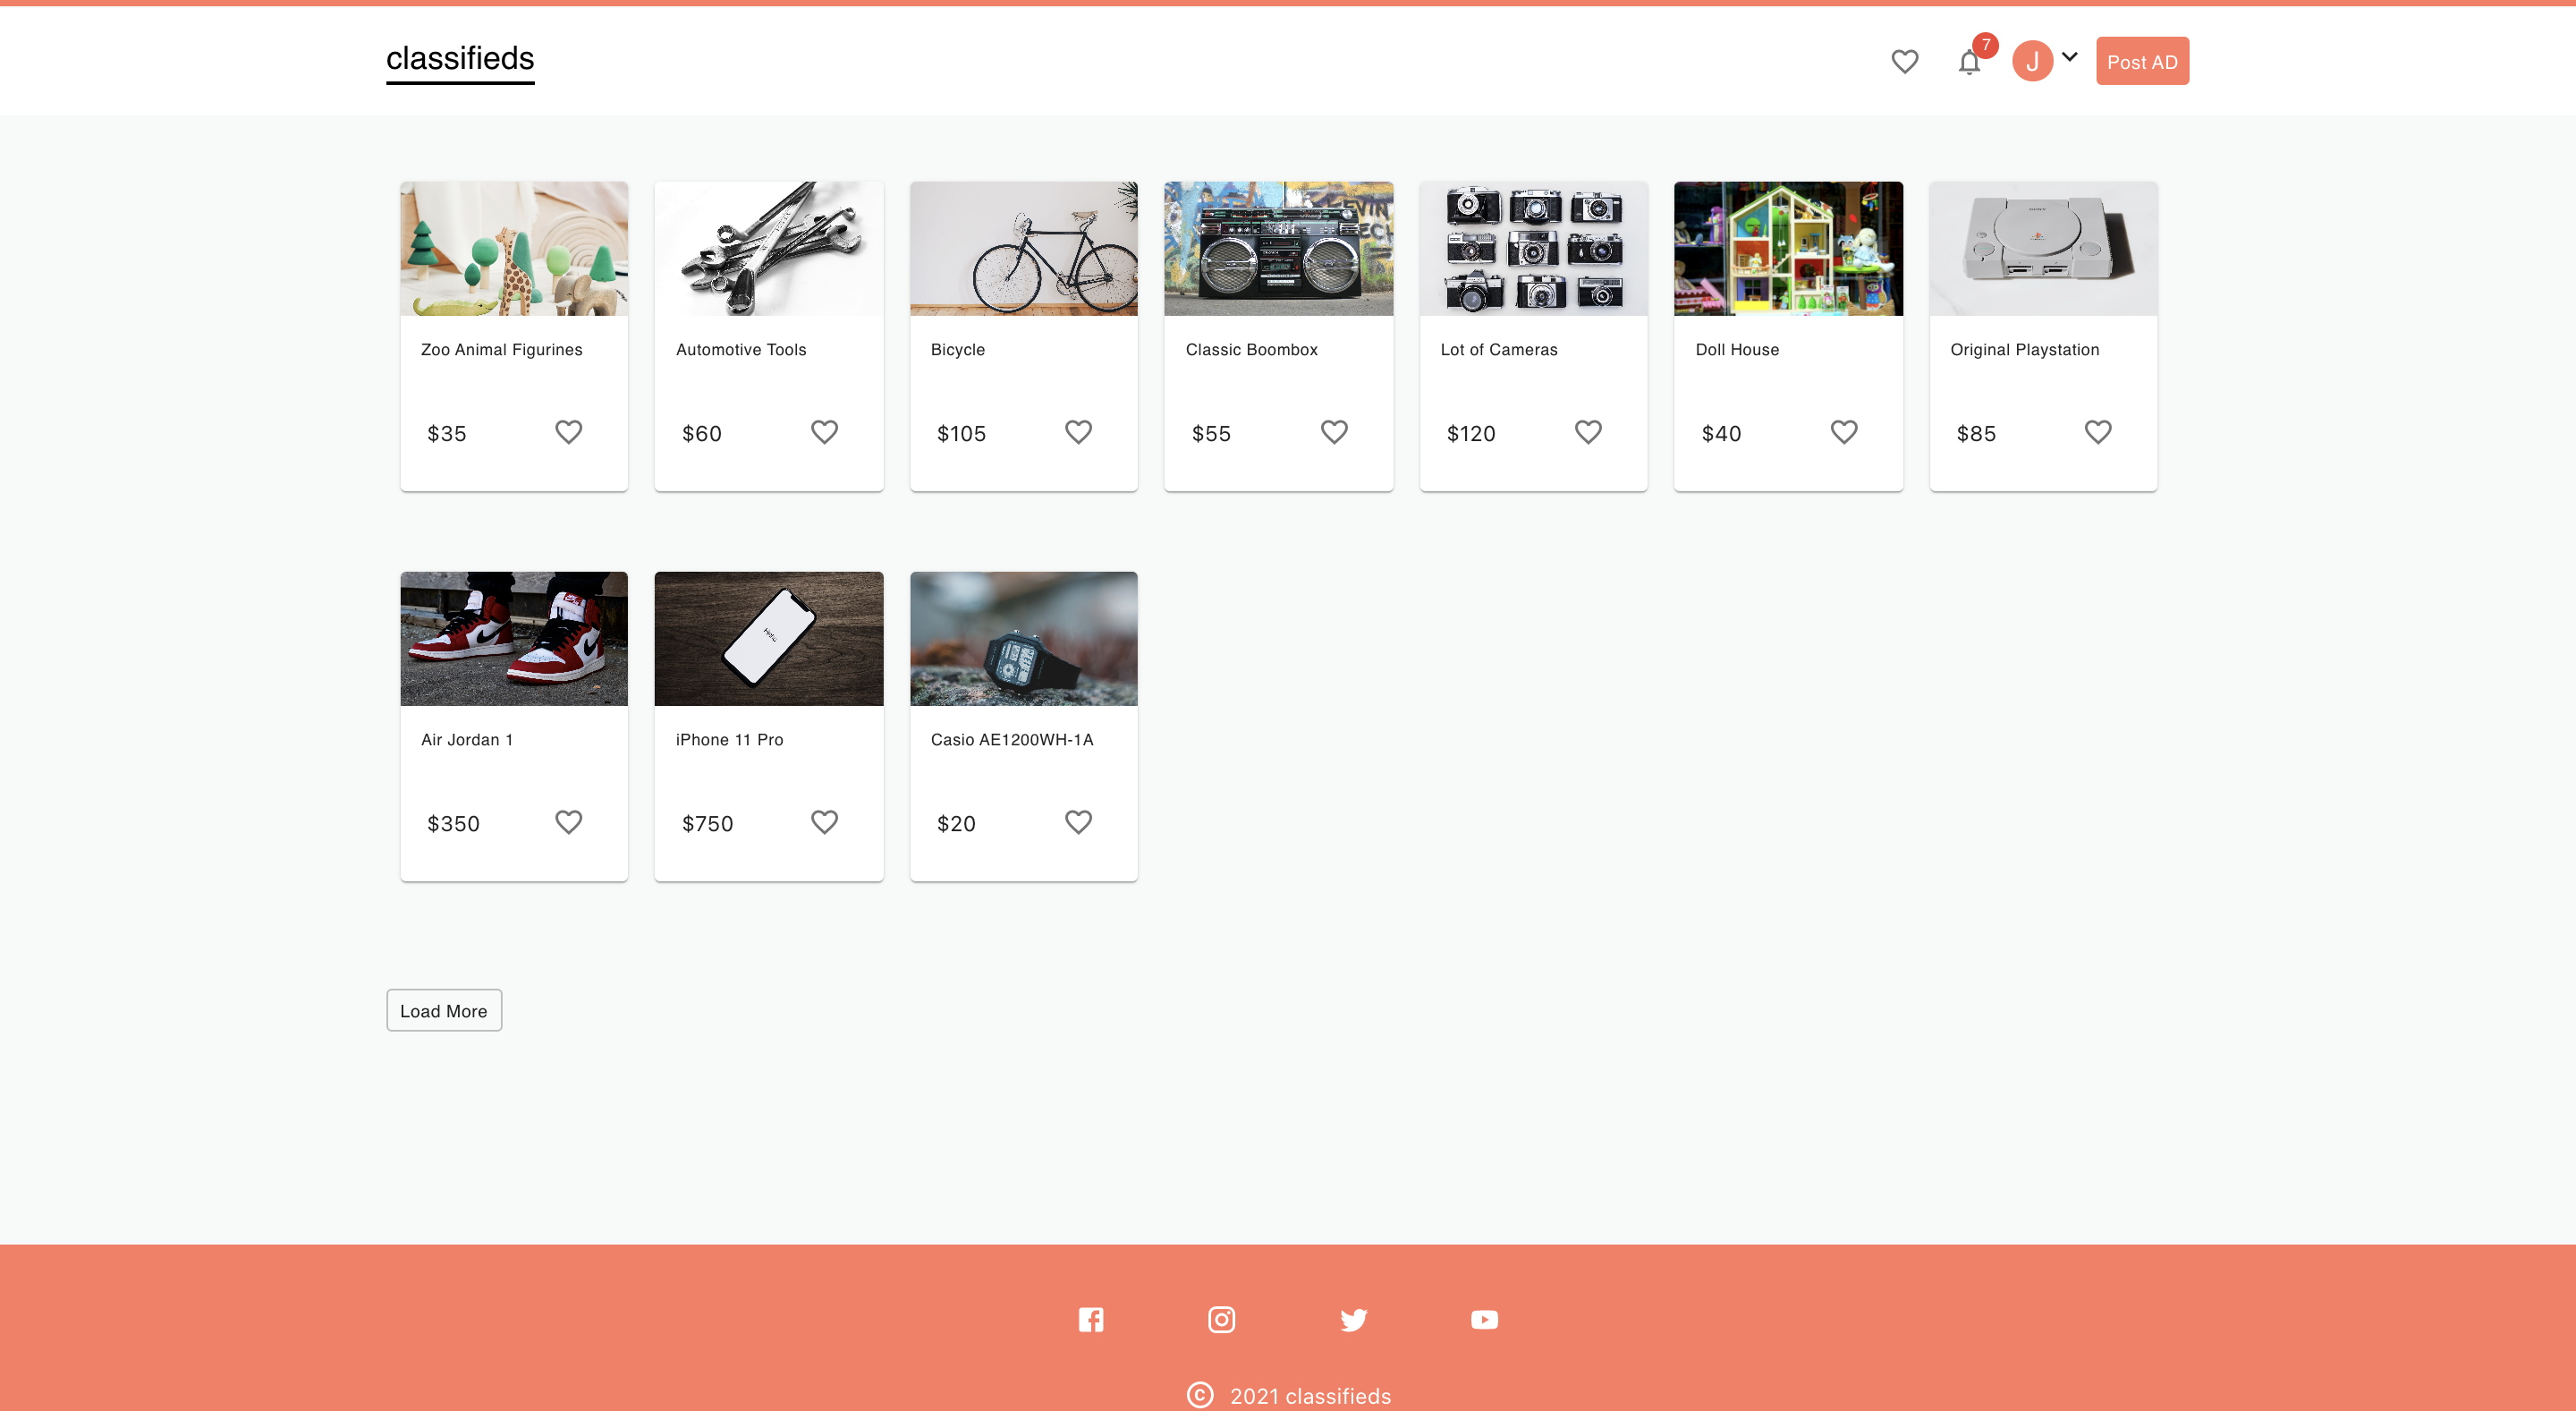 classifieds
7
J
Post AD
Zoo Animal Figurines
Automotive Tools
Bicycle
Classic Boombox
Lot of Cameras
Doll House
Original Playstation
$35
$60
$105
$55
$120
$40
$85
Hello
Air Jordan 1
iPhone 11 Pro
Casio AE1200WH-1A
$350
$750
$20
Load More
© 2021 classifieds